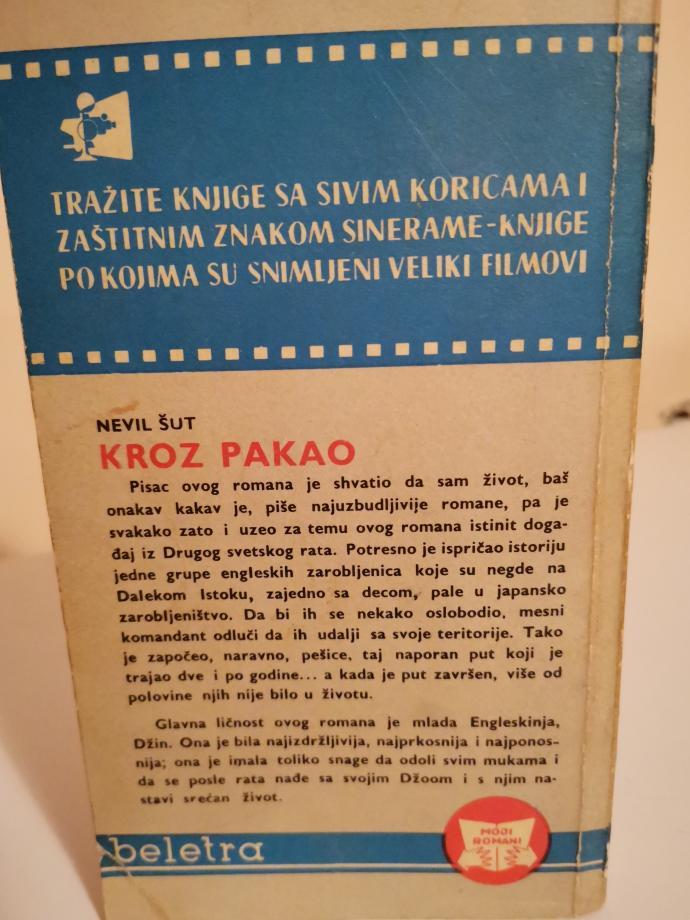 TRAŽITE KNJIGE SA SIVIM KORICAMA I
ZAŠTITNIM ZNAKOM SINERAME-KNJIGE
PO KOJIMA SU SNIMLJENI VELIKI FILMOVI
NEVIL ŠUT
KROZ PAKAO
Pisac ovog romana je shvatio da sam život, baš
onakav kakav je, piše najuzbudljivije romane, pa je
svakako zato i uzeo za temu ovog romana istinit doga-
đaj iz Drugog svetskog rata. Potresno je ispričao istoriju
jedne grupe engleskih zarobljenica koje su negde na
Dalekom Istoku, zajedno sa decom, pale u japansko
zarobljeništvo. Da bi ih se nekako oslobodio, mesni
komandant odluči da ih udalji sa svoje teritorije. Tako
je započeo, naravno, pešice, taj naporan put koji je
trajao dve i po godine... a kada je put završen, više od
polovine njih nije bilo u životu.
Glavna ličnost ovog romana je mlada Engleskinja,
Džin. Ona je bila najizdržljivija, najprkosnija i najponos-
nija; ona je imala toliko snage da odoli svim mukama i
da se posle rata nađe sa svojim Džoom i s njim na-
stavi srećan život.
beletra
MOJI
ROMANI